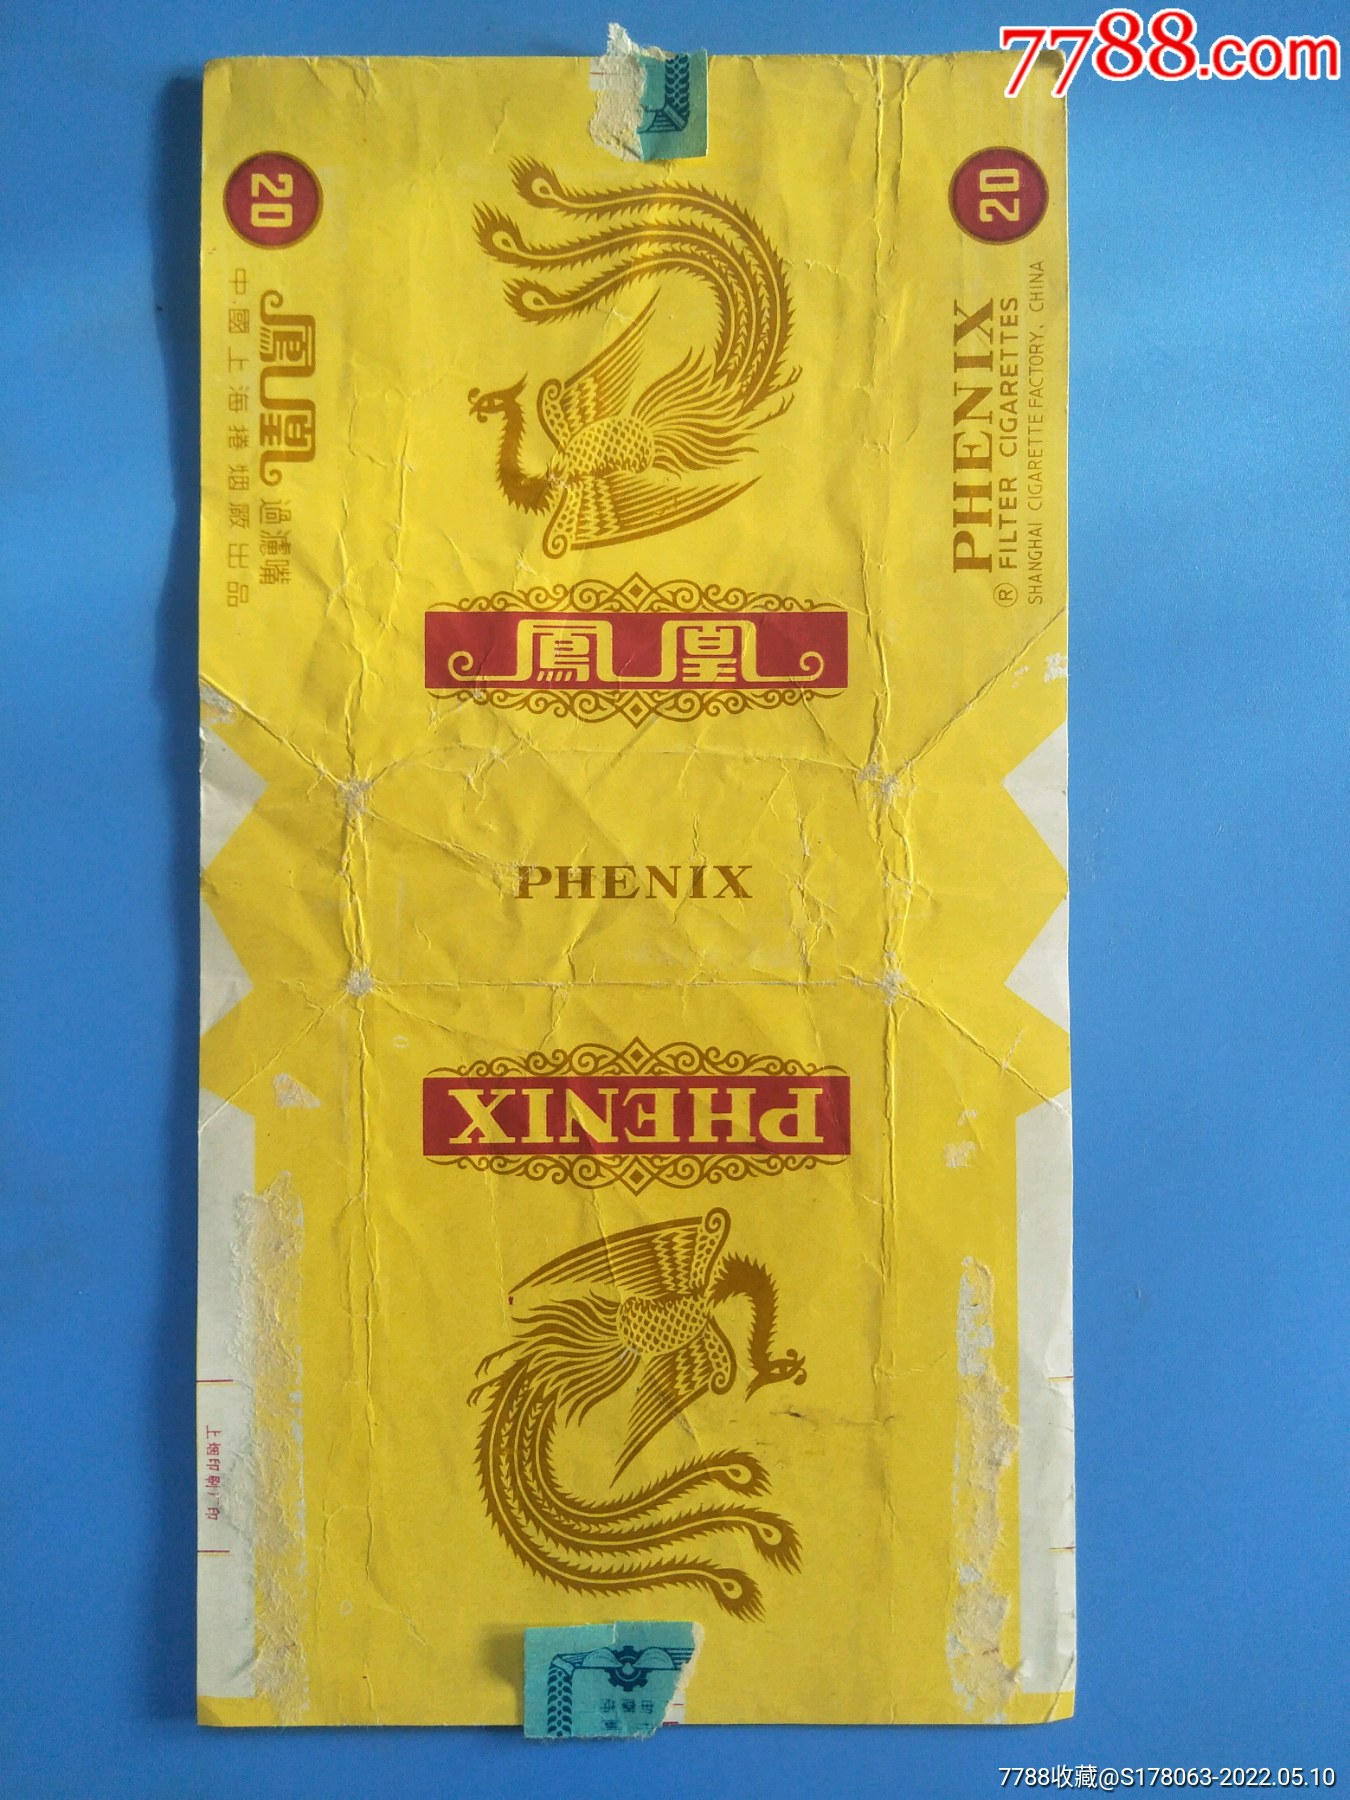 7788.com
20
鳳凰 過濾嘴
中國上海捲烟廠出品
20
PHENIX
® FILTER CIGARETTES
SHANGHAI CIGARETTE FACTORY, CHINA
鳳凰
PHENIX
PHENIX
上烟印刷厂印
7788收藏@S178063-2022.05.10